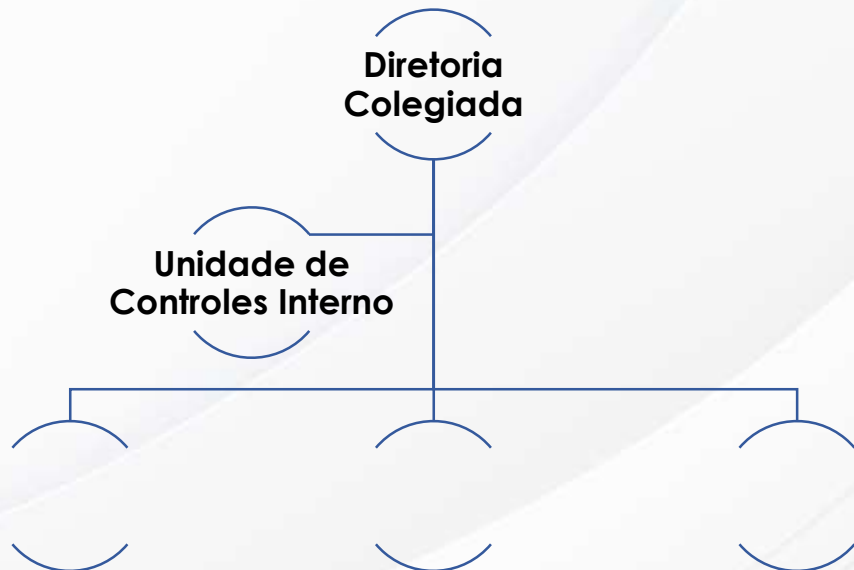 Diretoria
Colegiada
Unidade de
Controles Interno